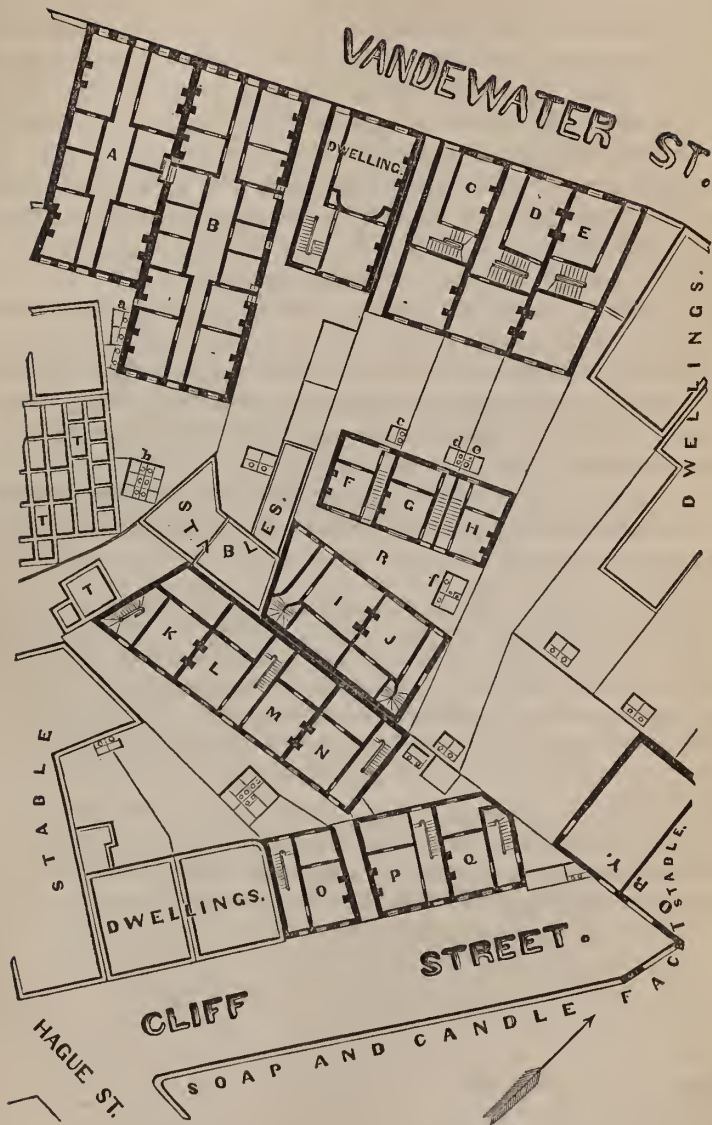 VANDEWATER ST.
A
B
DWELLING.
C
D
E
DWELLINGS.
a
b
c
d
e
T
T
T
STABLES.
F
G
H
R
f
I
J
K
L
M
N
STABLE
O
P
Q
DWELLINGS.
STABLE.
CLIFF STREET.
SOAP AND CANDLE FACTORY.
HAGUE ST.